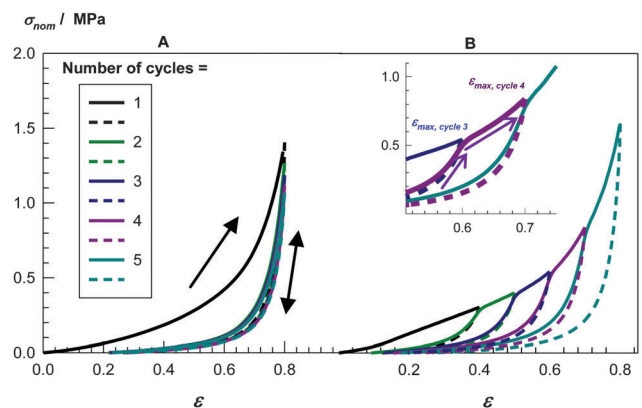 σnom / MPa
A
B
Number of cycles =
1
2
3
4
5
2.0
1.5
1.0
0.5
0.0
0.0 0.2 0.4 0.6 0.8
0.2 0.4 0.6 0.8
ε
ε
1.0
0.5
0.6 0.7
εmax, cycle 4
εmax, cycle 3